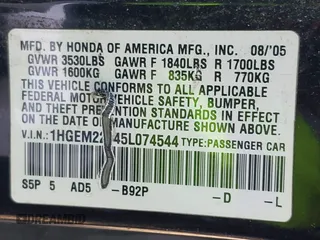 MFD. BY HONDA OF AMERICA MFG., INC. 08/'05
GVWR 3530LBS GAWR F 1840LBS R 1700LBS
GVWR 1600KG GAWR F 835KG R 770KG
THIS VEHICLE CONFORMS TO ALL APPLICABLE
FEDERAL MOTOR VEHICLE SAFETY, BUMPER,
AND THEFT PREVENTION STANDARDS IN EFFECT
ON THE DATE OF MANUFACTURE SHOWN ABOVE.
V.I.N: TYPE:PASSENGER CAR
S5P 5 AD5 -B92P -D -L